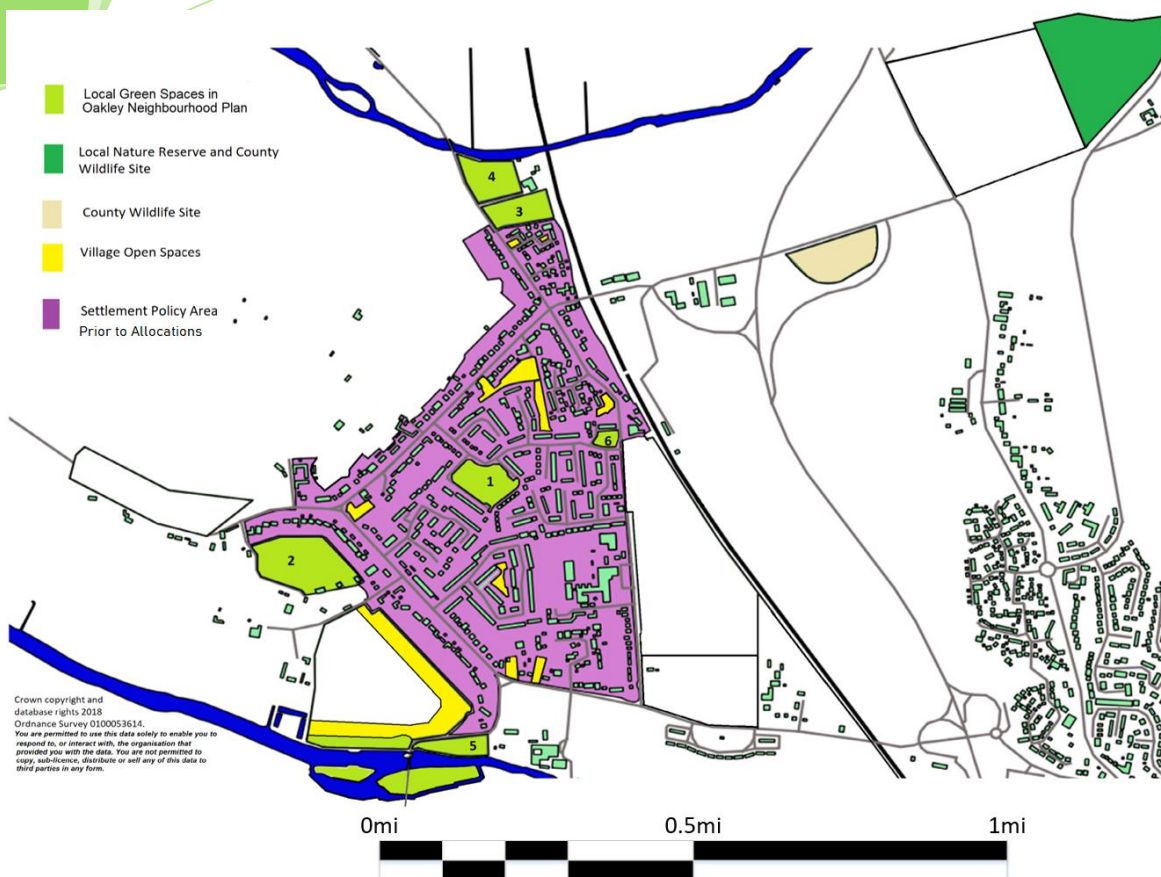 Local Green Spaces in
Oakley Neighbourhood Plan
Local Nature Reserve and County
Wildlife Site
County Wildlife Site
Village Open Spaces
Settlement Policy Area
Prior to Allocations
4
3
6
1
2
5
Crown copyright and
database rights 2018
Ordnance Survey 0100053614.
You are permitted to use this data solely to enable you to
respond to, or interact with, the organisation that
provided you with the data. You are not permitted to
copy, sub-licence, distribute or sell any of this data to
third parties in any form.
0mi 0.5mi 1mi